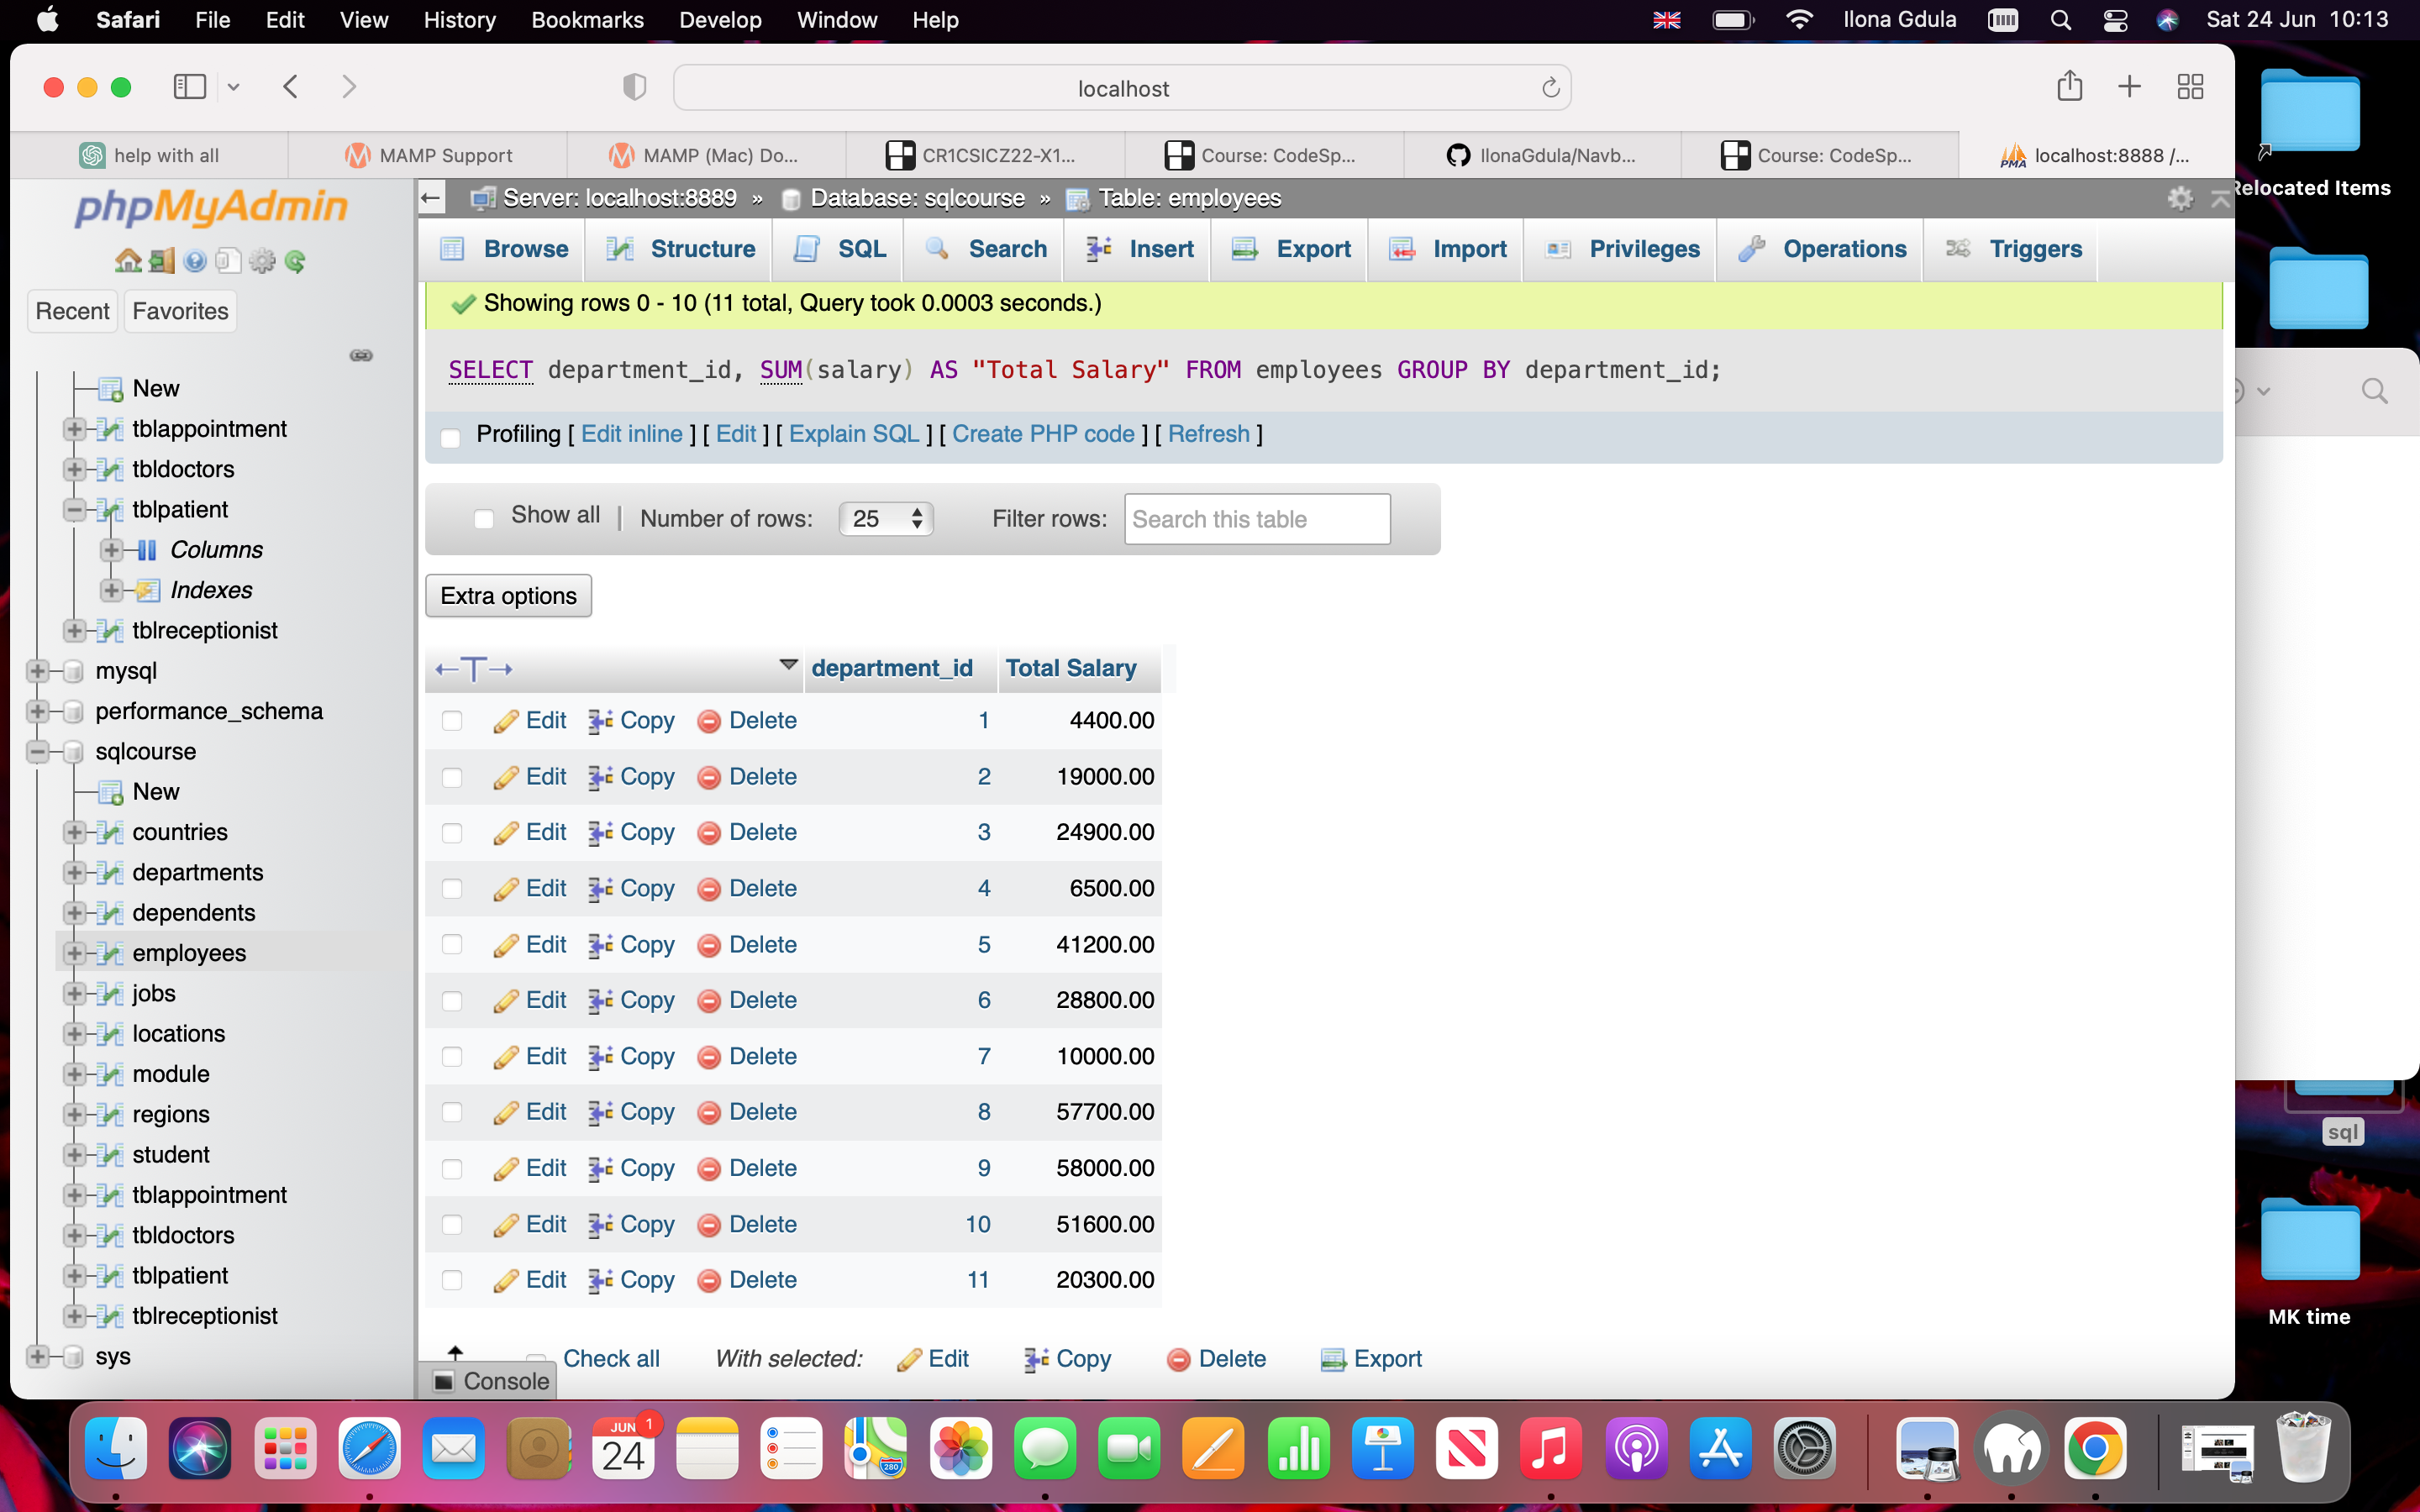 Safari File Edit View History Bookmarks Develop Window Help Ilona Gdula Sat 24 Jun 10:13
localhost
help with all
MAMP Support
MAMP (Mac) Do...
CR1CSICZ22-X1...
Course: CodeSp...
IlonaGdula/Navb...
Course: CodeSp...
PMA localhost:8888 /...
phpMyAdmin
Recent Favorites
New
tblappointment
tbldoctors
tblpatient
Columns
Indexes
tblreceptionist
mysql
performance_schema
sqlcourse
New
countries
departments
dependents
employees
jobs
locations
module
regions
student
tblappointment
tbldoctors
tblpatient
tblreceptionist
sys
Server: localhost:8889 » Database: sqlcourse » Table: employees
Browse Structure SQL Search Insert Export Import Privileges Operations Triggers
Showing rows 0 - 10 (11 total, Query took 0.0003 seconds.)
SELECT department_id, SUM(salary) AS "Total Salary" FROM employees GROUP BY department_id;
Profiling [ Edit inline ] [ Edit ] [ Explain SQL ] [ Create PHP code ] [ Refresh ]
Show all | Number of rows: 25 Filter rows: Search this table
Extra options
←T→ department_id Total Salary
Edit Copy Delete 1 4400.00
Edit Copy Delete 2 19000.00
Edit Copy Delete 3 24900.00
Edit Copy Delete 4 6500.00
Edit Copy Delete 5 41200.00
Edit Copy Delete 6 28800.00
Edit Copy Delete 7 10000.00
Edit Copy Delete 8 57700.00
Edit Copy Delete 9 58000.00
Edit Copy Delete 10 51600.00
Edit Copy Delete 11 20300.00
Check all With selected: Edit Copy Delete Export
Console
Relocated Items
sql
MK time
JUN 1
24
280